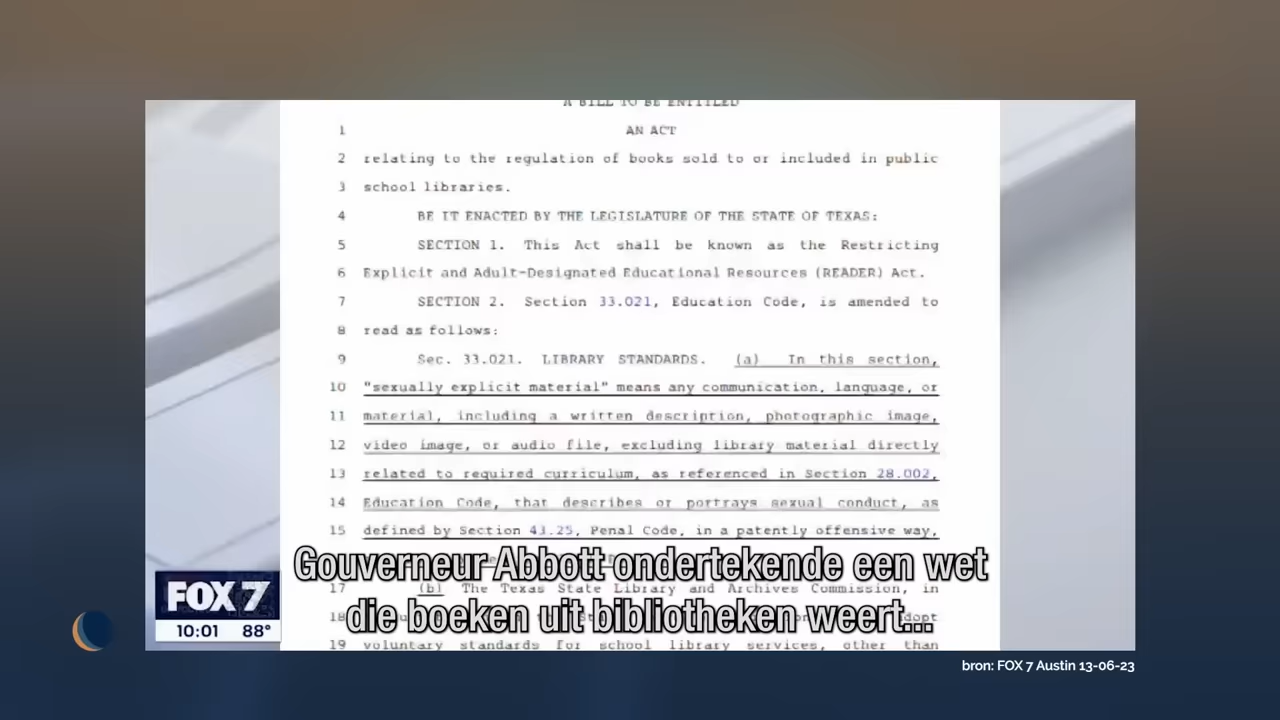 A BILL TO BE ENTITLED
1 AN ACT
2 relating to the regulation of books sold to or included in public
3 school libraries.
4 BE IT ENACTED BY THE LEGISLATURE OF THE STATE OF TEXAS:
5 SECTION 1. This Act shall be known as the Restricting
6 Explicit and Adult-Designated Educational Resources (READER) Act.
7 SECTION 2. Section 33.021, Education Code, is amended to
8 read as follows:
9 Sec. 33.021. LIBRARY STANDARDS. (a) In this section,
10 "sexually explicit material" means any communication, language, or
11 material, including a written description, photographic image,
12 video image, or audio file, excluding library material directly
13 related to required curriculum, as referenced in Section 28.002,
14 Education Code, that describes or portrays sexual conduct, as
15 defined by Section 43.25, Penal Code, in a patently offensive way,
Gouverneur Abbott ondertekende een wet
17 (b) The Texas State Library and Archives Commission, in
die boeken uit bibliotheken weert...
18 adopt
19 voluntary standards for school library services, other than
FOX 7
10:01 88°
bron: FOX 7 Austin 13-06-23